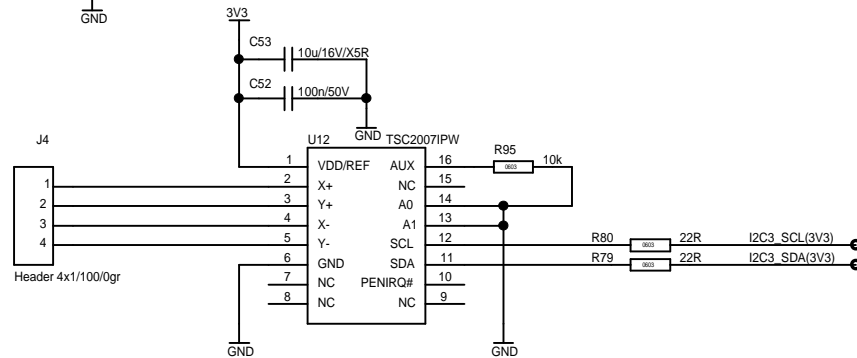 GND
3V3
C53
10u/16V/X5R
C52
100n/50V
GND
J4
U12
TSC2007IPW
R95
1
VDD/REF
AUX
16
0603
10k
1
2
X+
NC
15
2
3
Y+
A0
14
3
4
X-
A1
13
4
5
Y-
SCL
12
R80
0603
22R
I2C3_SCL(3V3)
6
GND
SDA
11
R79
0603
22R
I2C3_SDA(3V3)
Header 4x1/100/0gr
7
NC
PENIRQ#
10
8
NC
NC
9
GND
GND